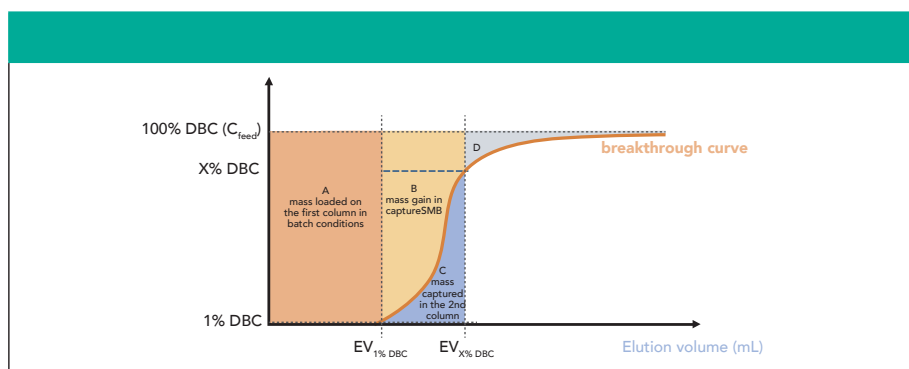 100% DBC (Cfeed)
D
breakthrough curve
X% DBC
A
mass loaded on
the first column in
batch conditions
B
mass gain in
captureSMB
C
mass
captured
in the 2nd
column
1% DBC
EV1% DBC
EVX% DBC
Elution volume (mL)